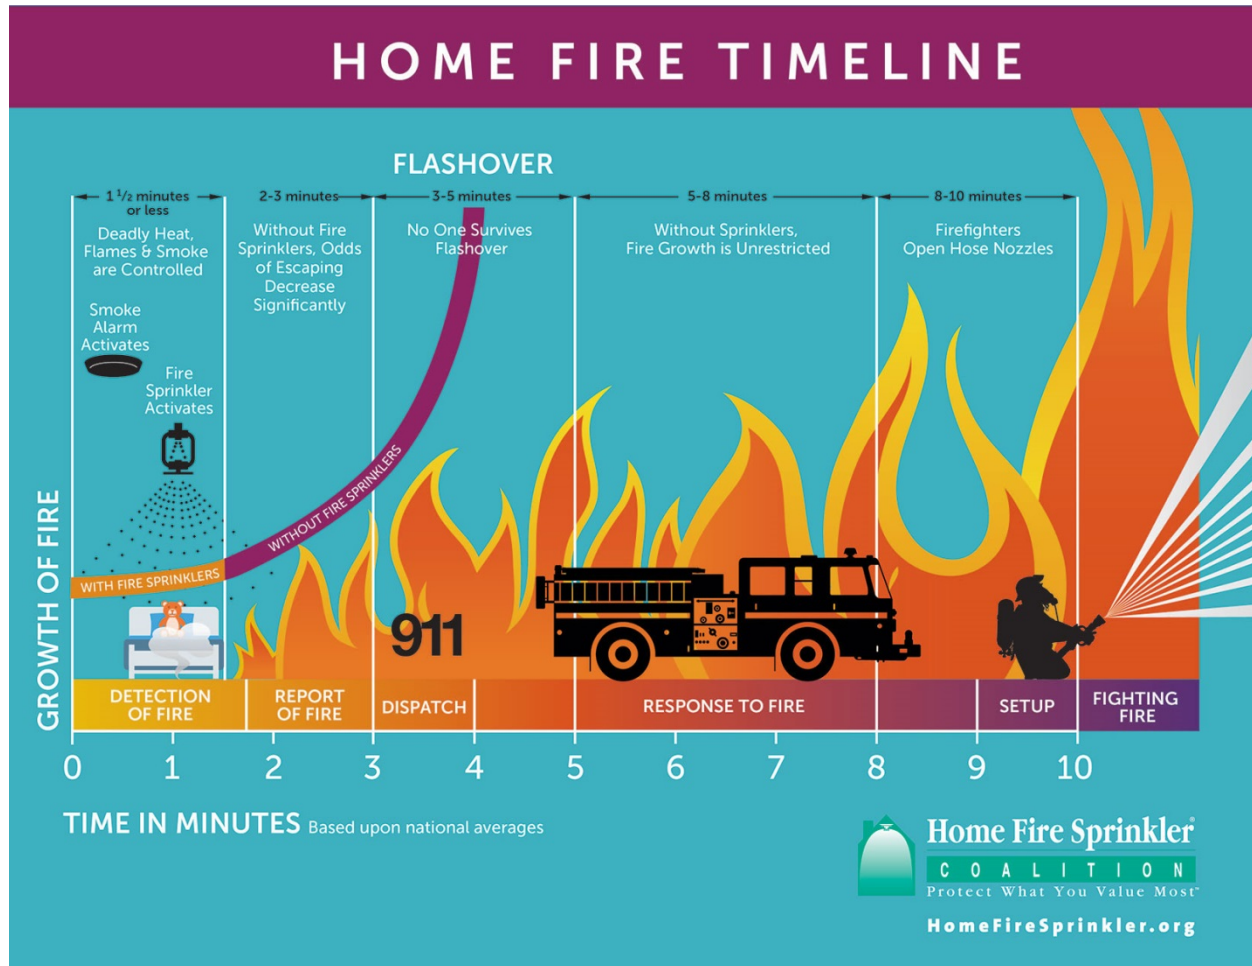 HOME FIRE TIMELINE
FLASHOVER
1 1/2 minutes
or less
2-3 minutes
3-5 minutes
5-8 minutes
8-10 minutes
Deadly Heat,
Flames & Smoke
are Controlled
Without Fire
Sprinklers, Odds
of Escaping
Decrease
Significantly
No One Survives
Flashover
Without Sprinklers,
Fire Growth is Unrestricted
Firefighters
Open Hose Nozzles
Smoke
Alarm
Activates
Fire
Sprinkler
Activates
WITH FIRE SPRINKLERS
WITHOUT FIRE SPRINKLERS
911
GROWTH OF FIRE
DETECTION
OF FIRE
REPORT
OF FIRE
DISPATCH
RESPONSE TO FIRE
SETUP
FIGHTING
FIRE
0 1 2 3 4 5 6 7 8 9 10
TIME IN MINUTES Based upon national averages
Home Fire Sprinkler®
COALITION
Protect What You Value Most™
HomeFireSprinkler.org